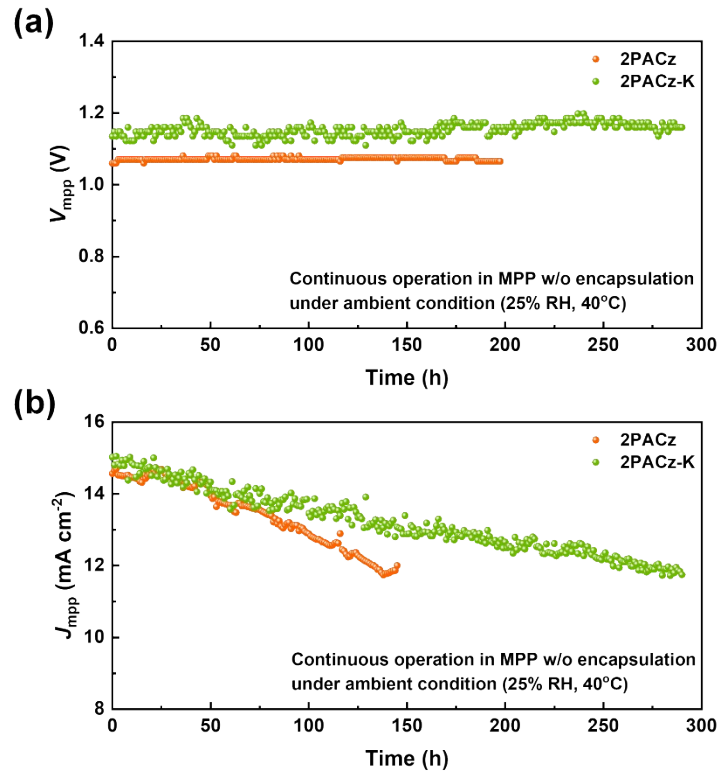 (a)
1.4
1.2
1.0
0.8
0.6
Vmpp (V)
2PACz
2PACz-K
Continuous operation in MPP w/o encapsulation
under ambient condition (25% RH, 40°C)
0 50 100 150 200 250 300
Time (h)
(b)
16
14
12
10
8
Jmpp (mA cm-2)
2PACz
2PACz-K
Continuous operation in MPP w/o encapsulation
under ambient condition (25% RH, 40°C)
0 50 100 150 200 250 300
Time (h)